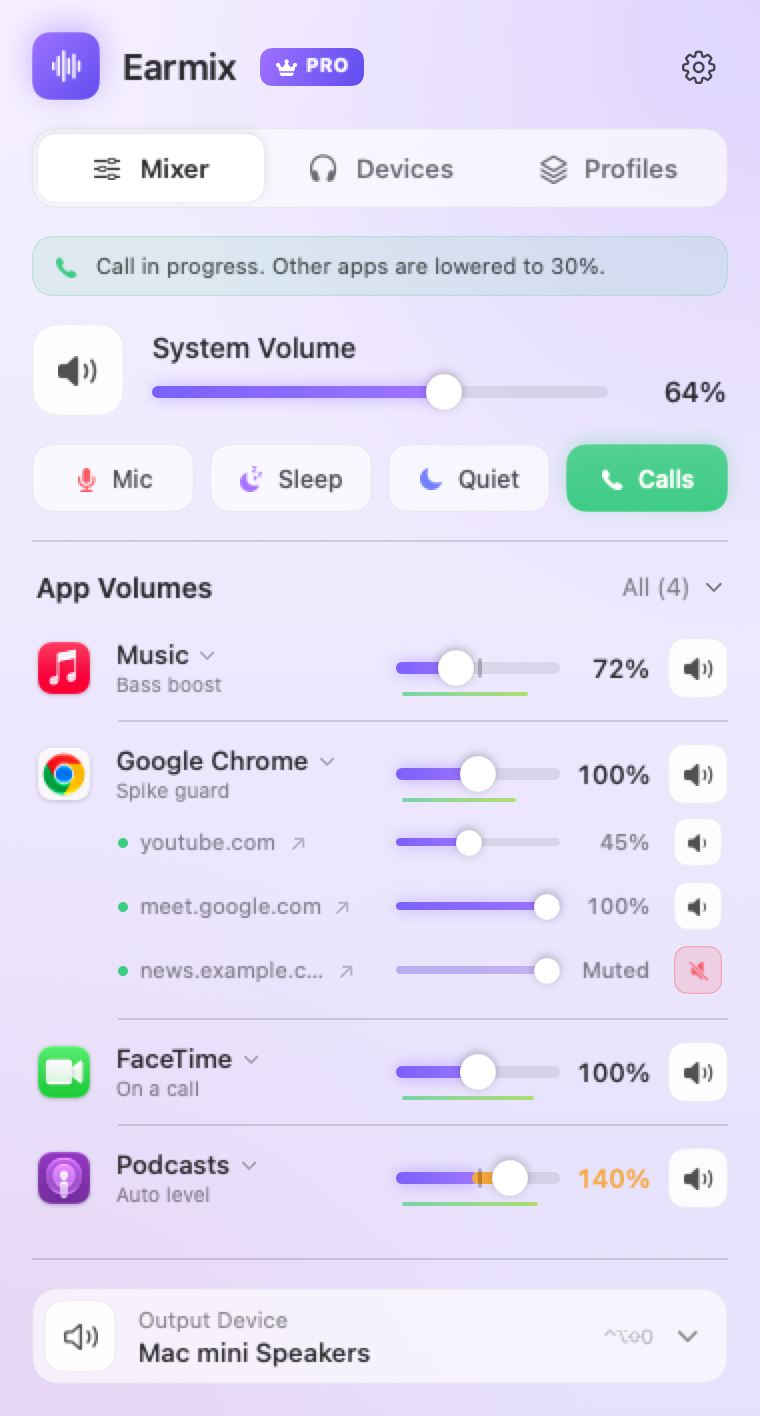 Earmix
PRO
Mixer
Devices
Profiles
Call in progress. Other apps are lowered to 30%.
System Volume
64%
Mic
Sleep
Quiet
Calls
App Volumes
All (4)
Music
Bass boost
72%
Google Chrome
Spike guard
100%
youtube.com ↗
45%
meet.google.com ↗
100%
news.example.c... ↗
Muted
FaceTime
On a call
100%
Podcasts
Auto level
140%
Output Device
Mac mini Speakers